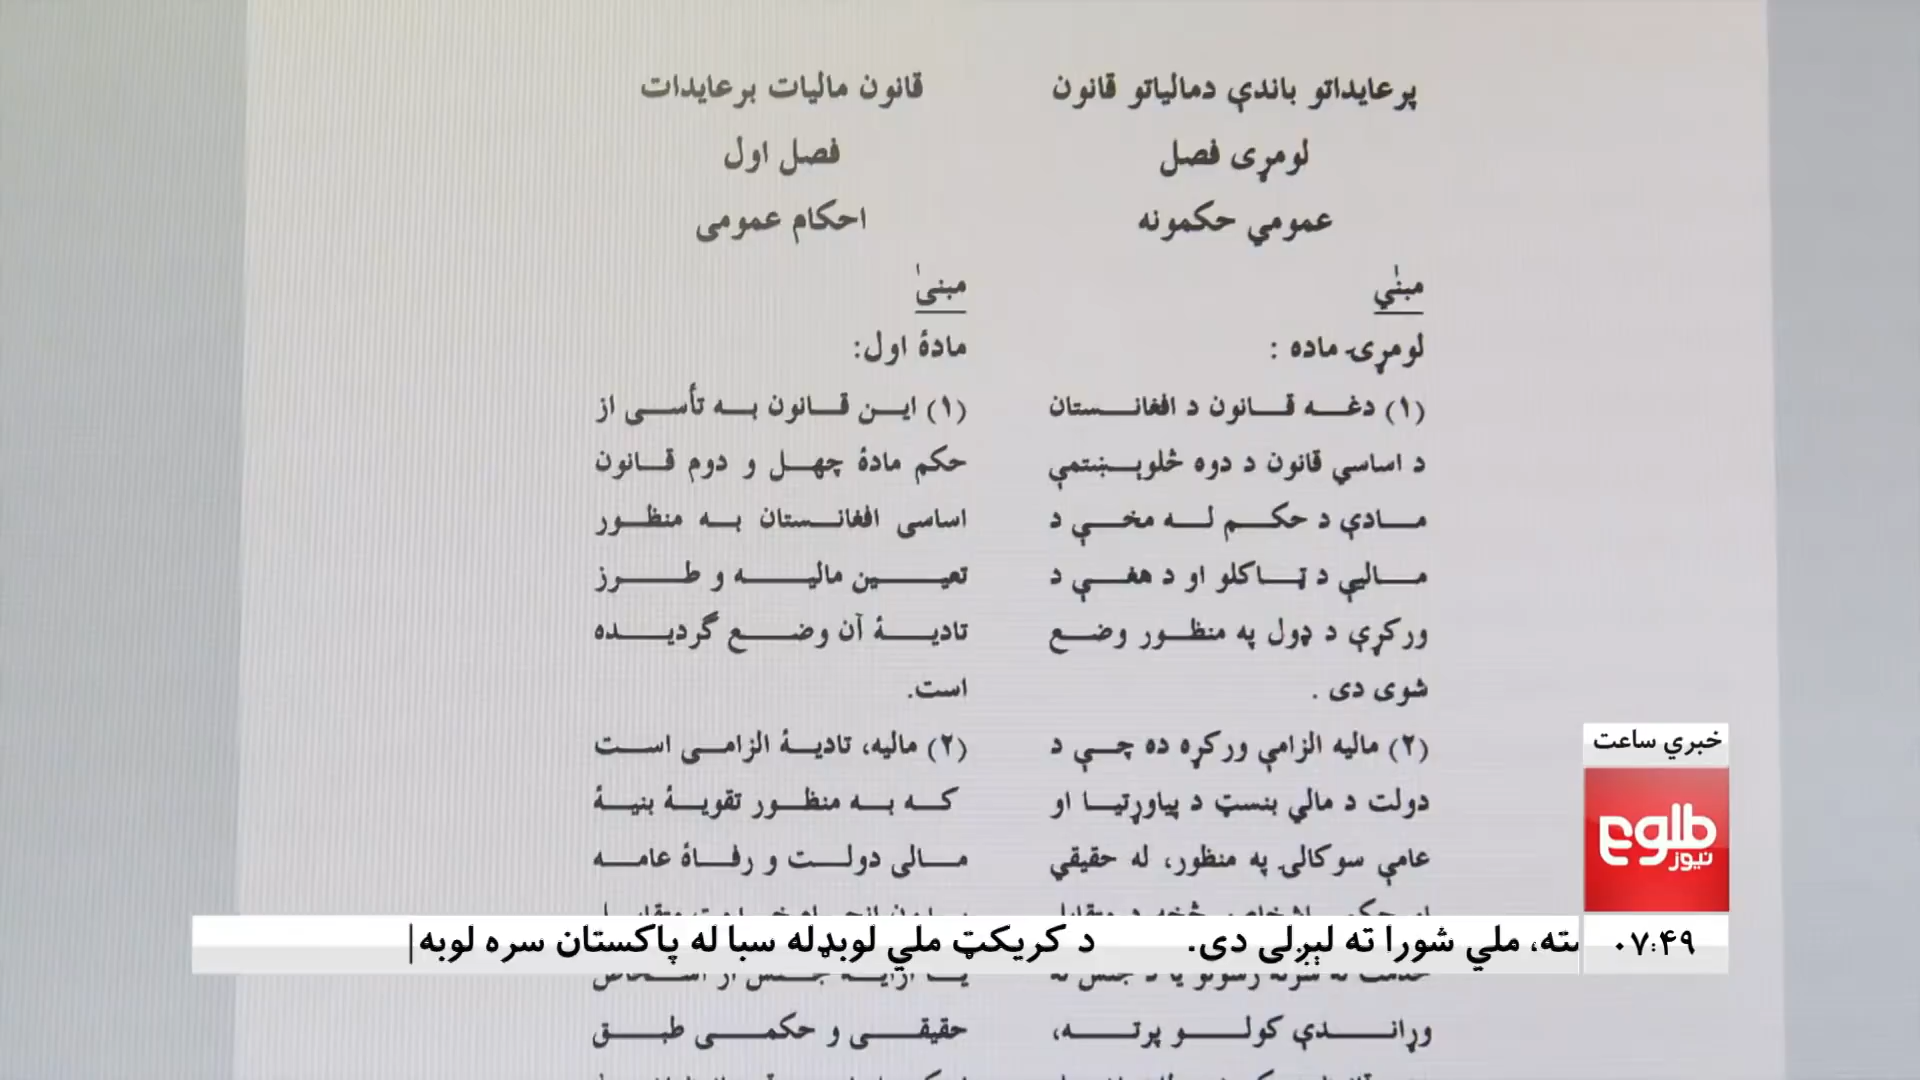 پرعایداتو باندې دمالیاتو قانون
لومړی فصل
عمومي حکمونه
مبنٰي
لومړۍ ماده :
(۱) دغه قانون د افغانستان
د اساسي قانون د دوه څلوېښتمې
مادې د حکم له مخې د
مالیې د ټاکلو او د هغې د
ورکړې د ډول په منظور وضع
شوی دی .
(۲) مالیه الزامې ورکړه ده چې د
دولت د مالي بنسټ د پیاوړتیا او
عامې سوکالۍ په منظور، له حقیقي
وړاندې کولو پرته،
قانون مالیات برعایدات
فصل اول
احکام عمومی
مبنیٰ
مادهٔ اول:
(۱) این قانون به تأسی از
حکم مادهٔ چهل و دوم قانون
اساسی افغانستان به منظور
تعیین مالیه و طرز
تادیهٔ آن وضع گردیده
است.
(۲) مالیه، تادیهٔ الزامی است
که به منظور تقویهٔ بنیهٔ
مالی دولت و رفاهٔ عامه
حقیقی و حکمی طبق
خبري ساعت
طلوع
نیوز
۰۷:۴۹
ملي شورا ته لېږلی دی. د کریکټ ملي لوبډله سبا له پاکستان سره لوبه